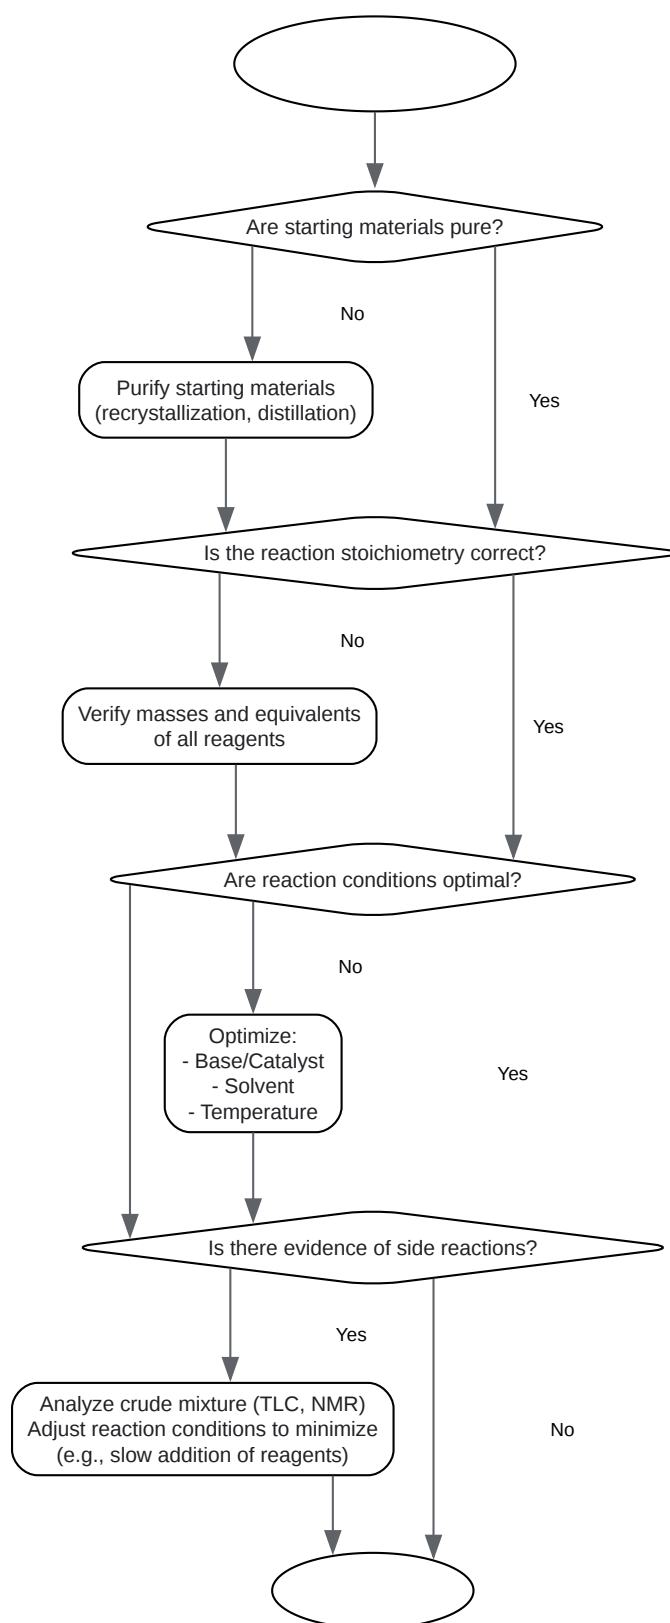 Are starting materials pure?
No
Purify starting materials
(recrystallization, distillation)
Yes
Is the reaction stoichiometry correct?
No
Verify masses and equivalents
of all reagents
Yes
Are reaction conditions optimal?
No
Optimize:
- Base/Catalyst
- Solvent
- Temperature
Yes
Is there evidence of side reactions?
Yes
Analyze crude mixture (TLC, NMR)
Adjust reaction conditions to minimize
(e.g., slow addition of reagents)
No